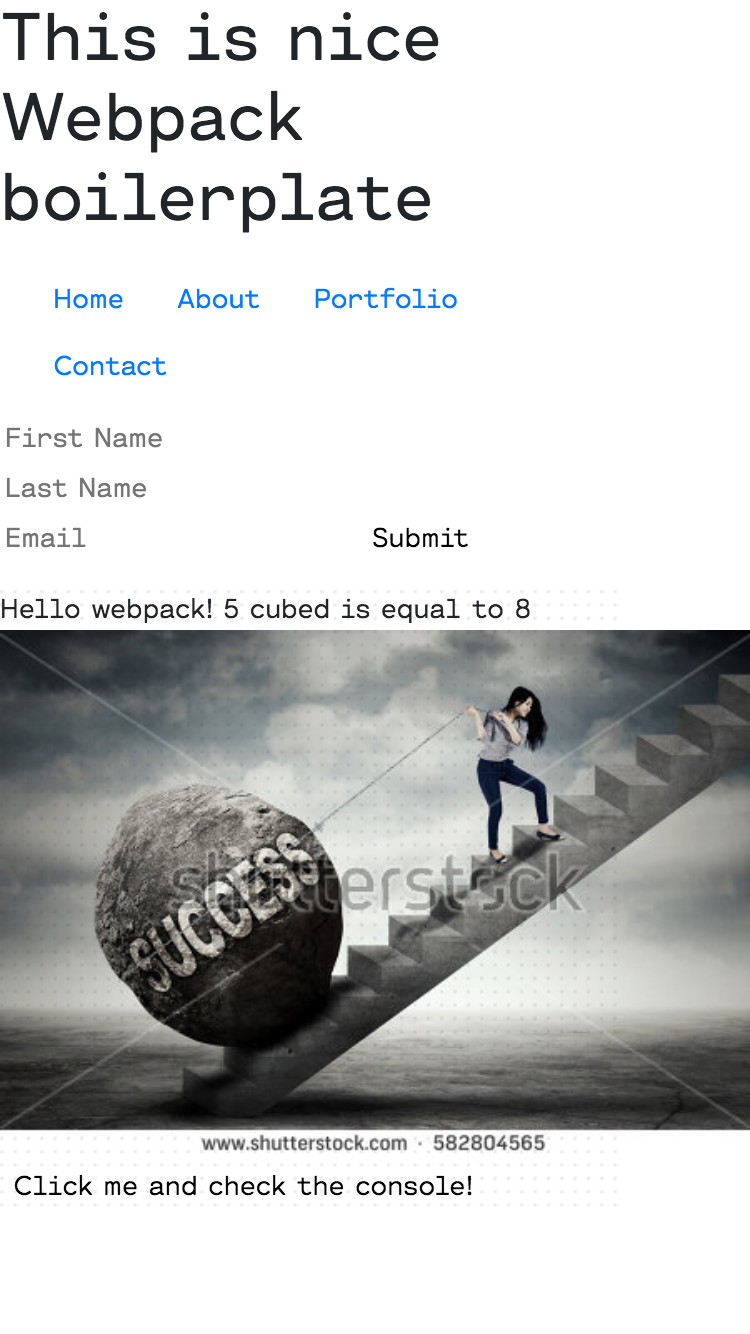 This is nice
Webpack
boilerplate
Home About Portfolio
Contact
First Name
Last Name
Email Submit
Hello webpack! 5 cubed is equal to 8
SUCCESS
shutterstock
www.shutterstock.com · 582804565
Click me and check the console!